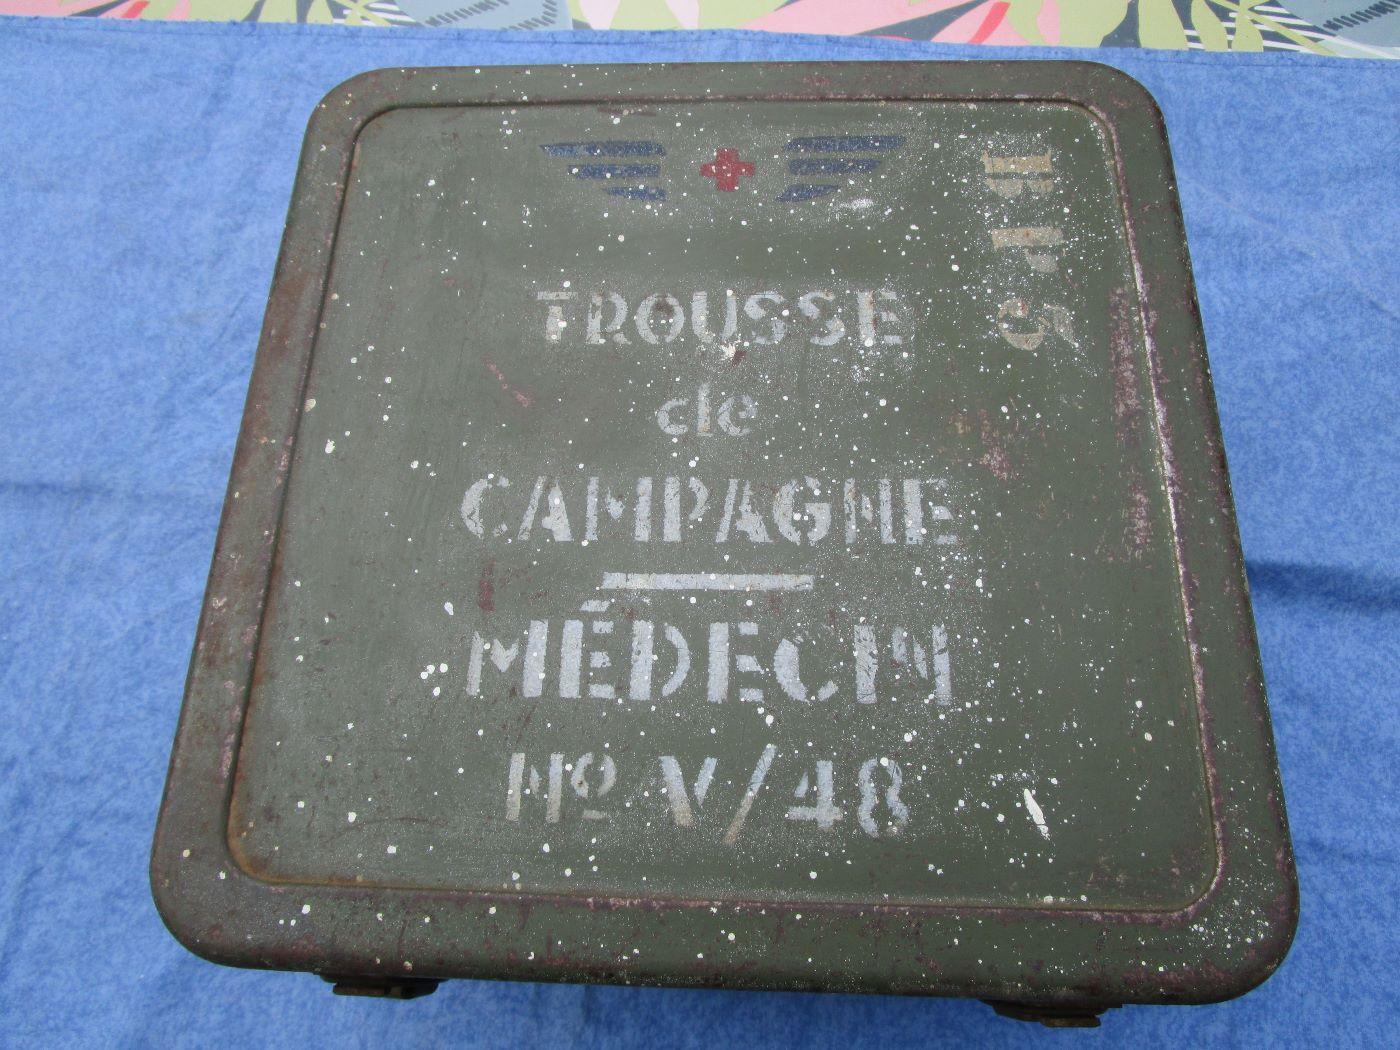 TROUSSE
de
CAMPAGNE
MÉDECIN
Nº V/48